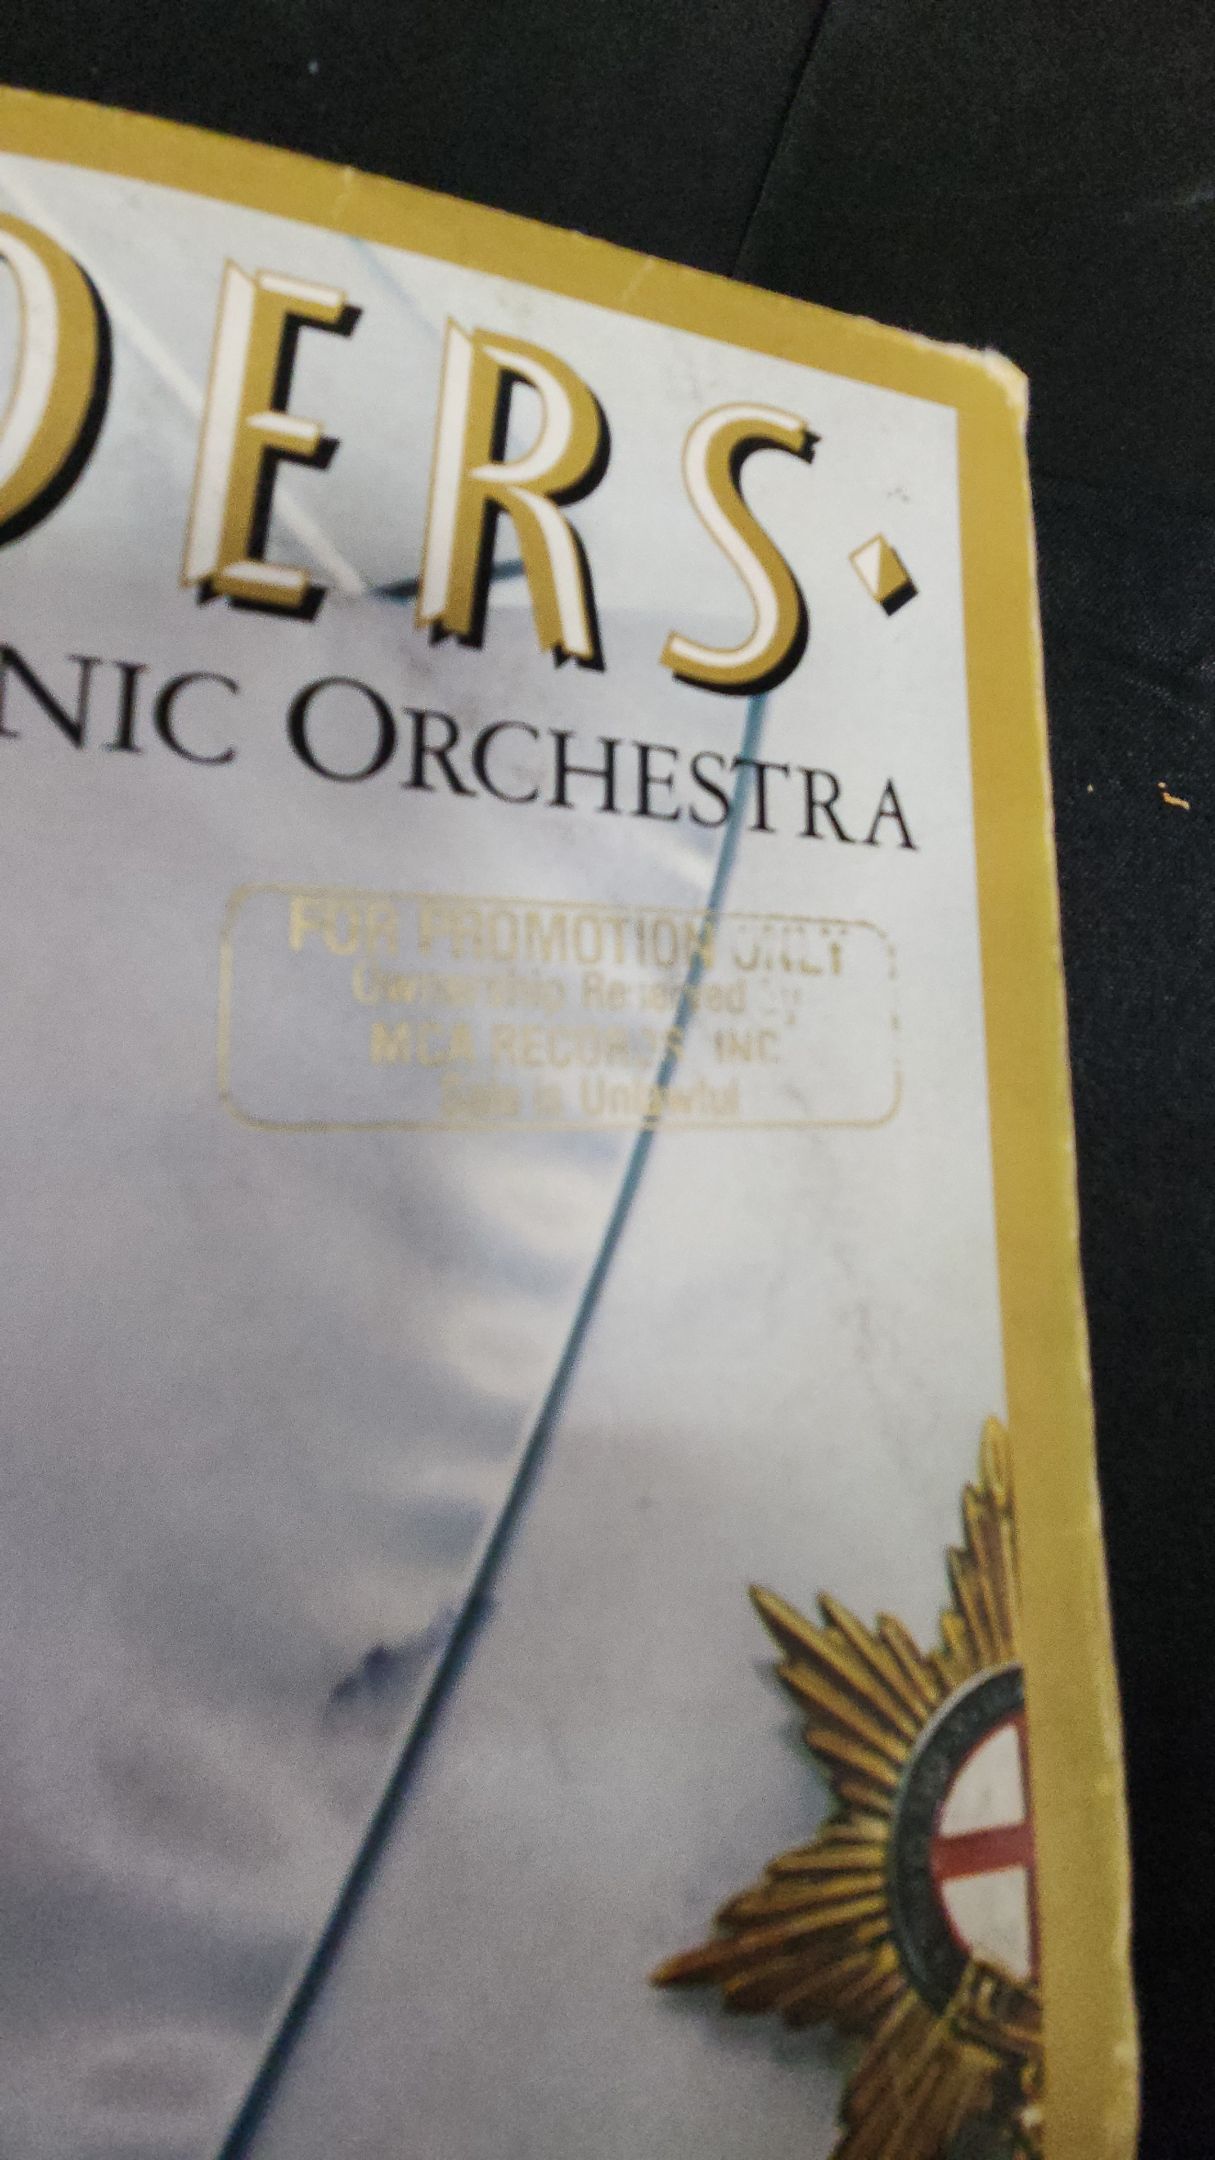 DERS
NIC ORCHESTRA
FOR PROMOTION ONLY
Ownership Reserved by
MCA RECORDS, INC.
Sale is Unlawful